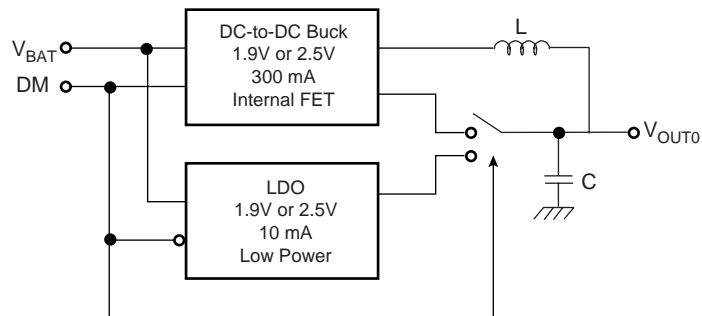 DC-to-DC Buck
1.9V or 2.5V
300 mA
Internal FET
L
VBAT
DM
VOUT0
C
LDO
1.9V or 2.5V
10 mA
Low Power